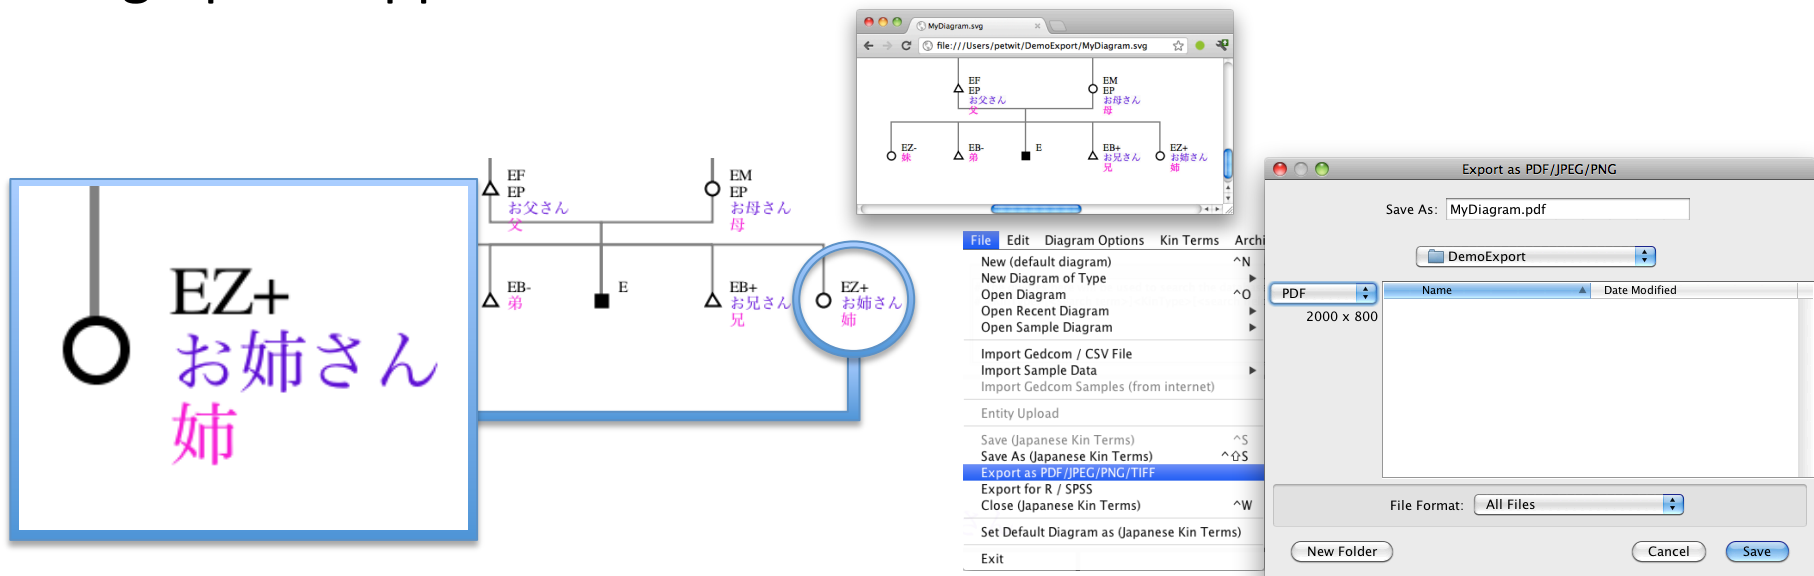 EZ+
お姉さん
姉
EF
EP
お父さん
父
EM
EP
お母さん
母
EB-
弟
E
EB+
お兄さん
兄
EZ+
お姉さん
姉
MyDiagram.svg
file:///Users/petwit/DemoExport/MyDiagram.svg
EF
EP
お父さん
父
EM
EP
お母さん
母
EZ-
妹
EB-
弟
E
EB+
お兄さん
兄
EZ+
お姉さん
姉
File Edit Diagram Options Kin Terms Archi
New (default diagram) ^N
New Diagram of Type
Open Diagram ^O
Open Recent Diagram
Open Sample Diagram
Import Gedcom / CSV File
Import Sample Data
Import Gedcom Samples (from internet)
Entity Upload
Save (Japanese Kin Terms) ^S
Save As (Japanese Kin Terms) ^⇧S
Export as PDF/JPEG/PNG/TIFF
Export for R / SPSS
Close (Japanese Kin Terms) ^W
Set Default Diagram as (Japanese Kin Terms)
Exit
Export as PDF/JPEG/PNG
Save As: MyDiagram.pdf
DemoExport
PDF
2000 x 800
Name Date Modified
File Format: All Files
New Folder Cancel Save